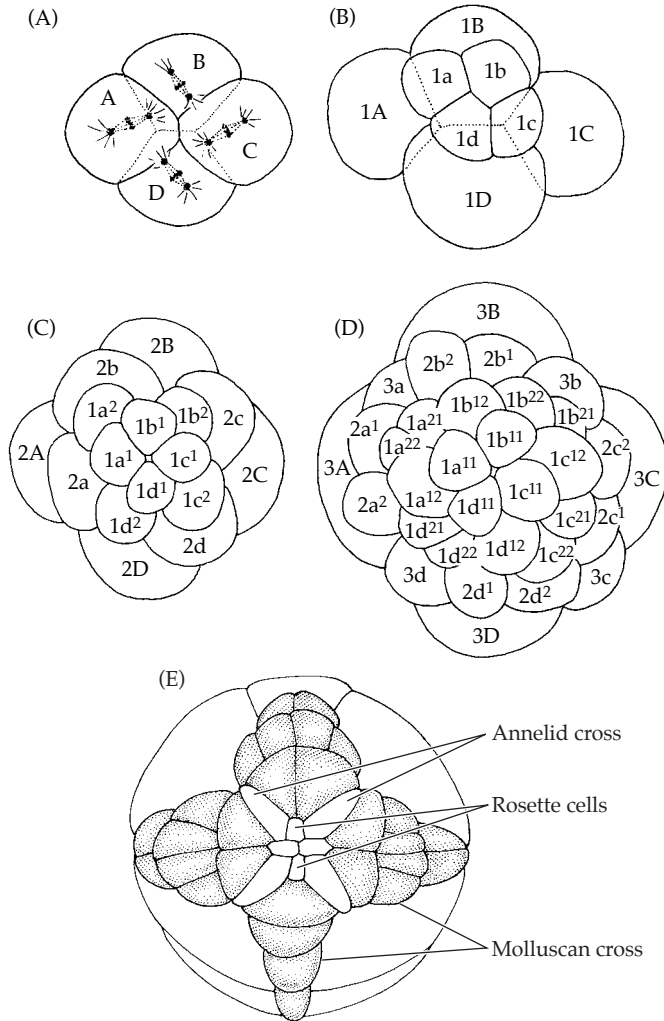 (A)
B
A
C
D
(B)
1B
1a 1b
1A
1d 1c
1C
1D
(C)
2B
2b
1a² 1b² 2c
1b¹
2A
1a¹ 1c¹
2a 2C
1d¹
1d² 1c²
2d
2D
(D)
3B
2b² 2b¹
3a 3b
1b¹² 1b²²
2a¹ 1a²¹ 1b²¹
1b¹¹ 2c²
1a²² 1c¹²
3A 1a¹¹ 3C
1c¹¹
2a² 1a¹² 1d¹¹
1c²¹ 2c¹
1d²¹
1d²² 1d¹² 1c²²
3d 3c
2d¹ 2d²
3D
(E)
Annelid cross
Rosette cells
Molluscan cross